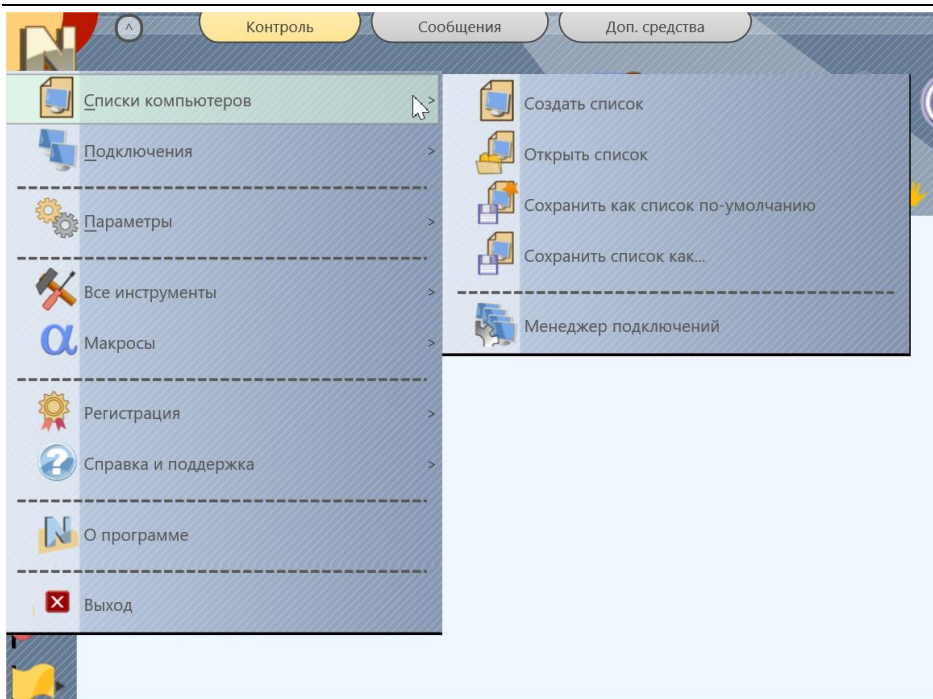 Контроль
Сообщения
Доп. средства
Списки компьютеров
Подключения
Параметры
Все инструменты
Макросы
Регистрация
Справка и поддержка
О программе
Выход
Создать список
Открыть список
Сохранить как список по-умолчанию
Сохранить список как...
Менеджер подключений